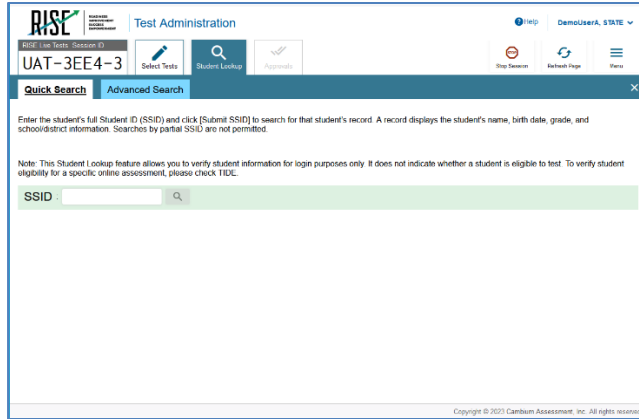 RISE READINESS IMPROVEMENT SUCCESS EMPOWERMENT Test Administration Help DemoUserA, STATE
RISE Live Tests Session ID
UAT-3EE4-3 Select Tests Student Lookup Approvals Stop Session Refresh Page Menu
Quick Search Advanced Search
Enter the student's full Student ID (SSID) and click [Submit SSID] to search for that student's record. A record displays the student's name, birth date, grade, and
school/district information. Searches by partial SSID are not permitted.
Note: This Student Lookup feature allows you to verify student information for login purposes only. It does not indicate whether a student is eligible to test. To verify student
eligibility for a specific online assessment, please check TIDE.
SSID :
Copyright © 2023 Cambium Assessment, Inc. All rights reserve